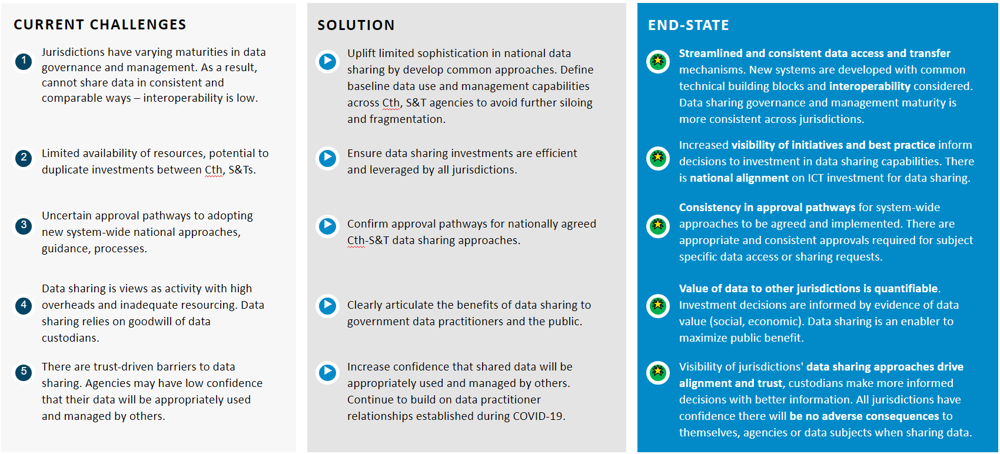 CURRENT CHALLENGES
1
Jurisdictions have varying maturities in data
governance and management. As a result,
cannot share data in consistent and
comparable ways – interoperability is low.
2
Limited availability of resources, potential to
duplicate investments between Cth, S&Ts.
3
Uncertain approval pathways to adopting
new system-wide national approaches,
guidance, processes.
4
Data sharing is views as activity with high
overheads and inadequate resourcing. Data
sharing relies on goodwill of data
custodians.
5
There are trust-driven barriers to data
sharing. Agencies may have low confidence
that their data will be appropriately used
and managed by others.
SOLUTION
Uplift limited sophistication in national data
sharing by develop common approaches. Define
baseline data use and management capabilities
across Cth, S&T agencies to avoid further siloing
and fragmentation.
Ensure data sharing investments are efficient
and leveraged by all jurisdictions.
Confirm approval pathways for nationally agreed
Cth-S&T data sharing approaches.
Clearly articulate the benefits of data sharing to
government data practitioners and the public.
Increase confidence that shared data will be
appropriately used and managed by others.
Continue to build on data practitioner
relationships established during COVID-19.
END-STATE
Streamlined and consistent data access and transfer
mechanisms. New systems are developed with common
technical building blocks and interoperability considered.
Data sharing governance and management maturity is
more consistent across jurisdictions.
Increased visibility of initiatives and best practice inform
decisions to investment in data sharing capabilities. There
is national alignment on ICT investment for data sharing.
Consistency in approval pathways for system-wide
approaches to be agreed and implemented. There are
appropriate and consistent approvals required for subject
specific data access or sharing requests.
Value of data to other jurisdictions is quantifiable.
Investment decisions are informed by evidence of data
value (social, economic). Data sharing is an enabler to
maximize public benefit.
Visibility of jurisdictions' data sharing approaches drive
alignment and trust, custodians make more informed
decisions with better information. All jurisdictions have
confidence there will be no adverse consequences to
themselves, agencies or data subjects when sharing data.